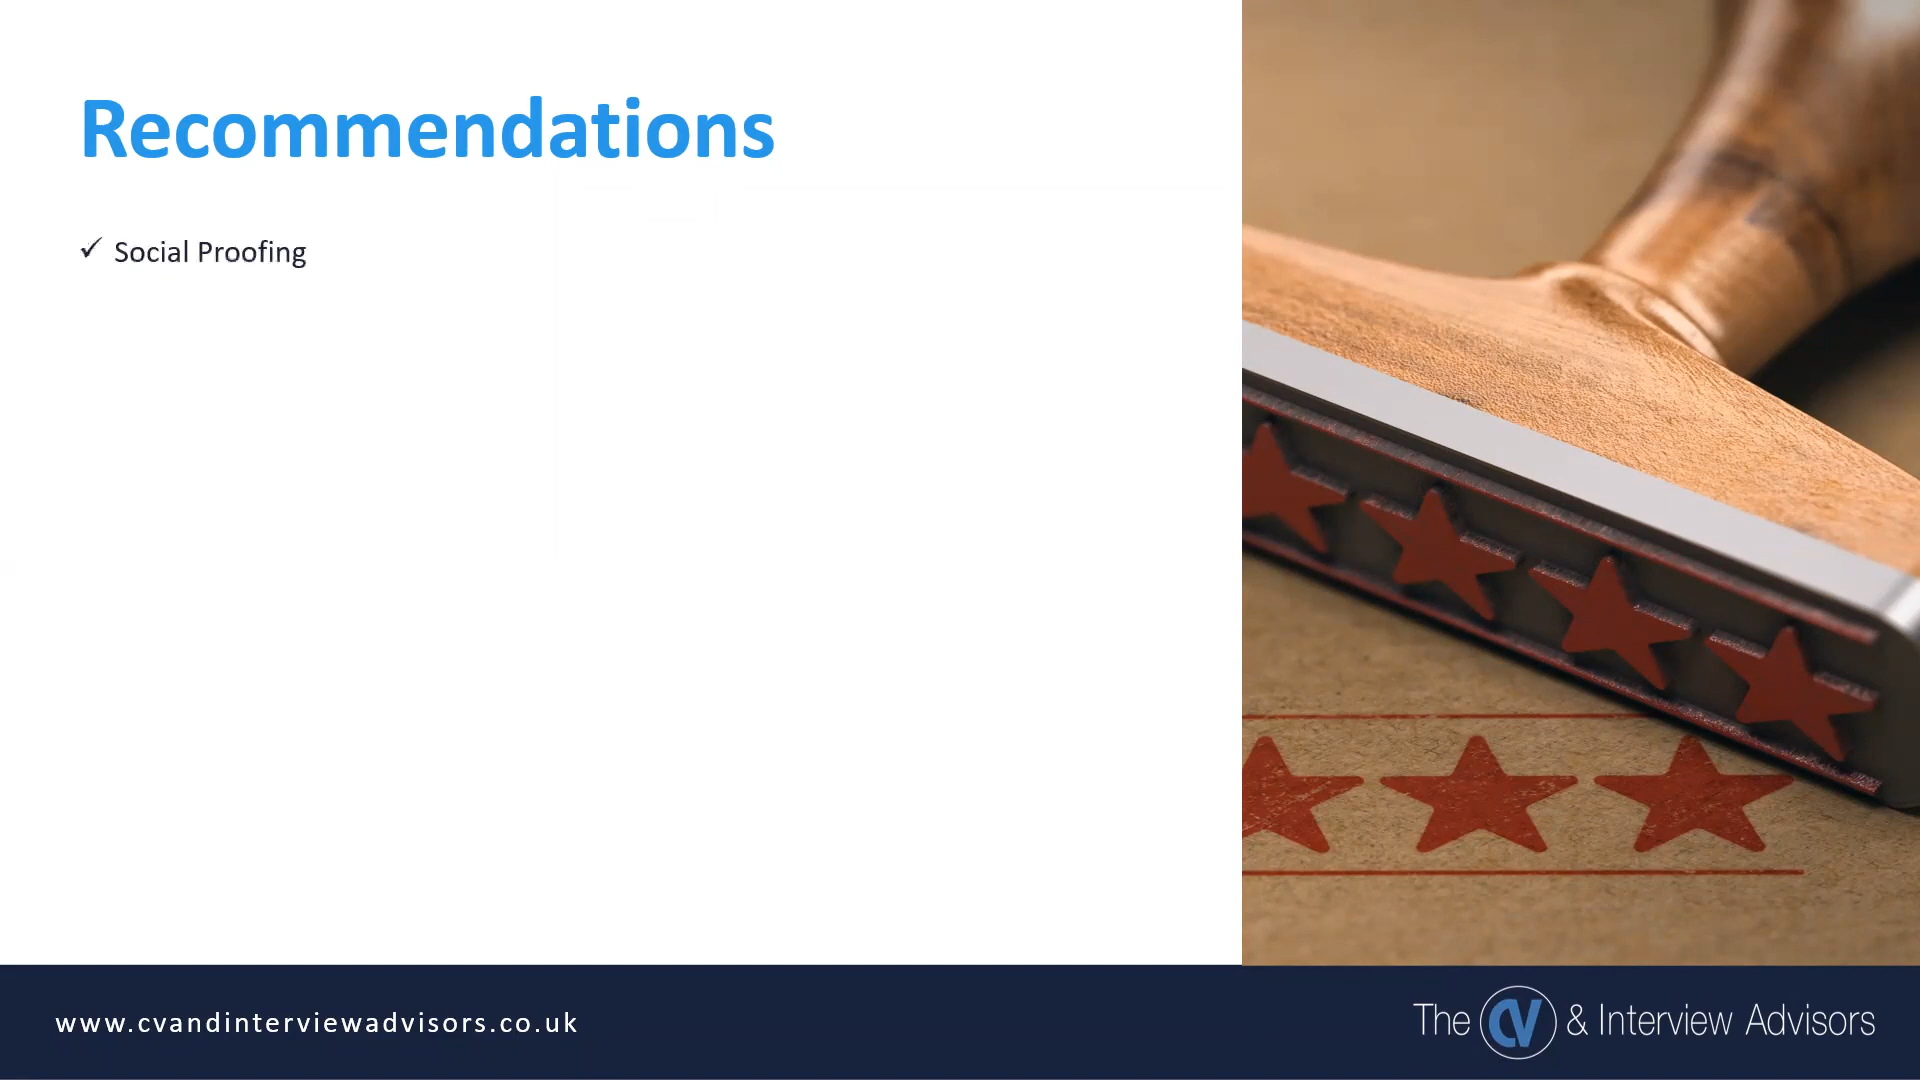 Recommendations
✓ Social Proofing
www.cvandinterviewadvisors.co.uk
The CV & Interview Advisors